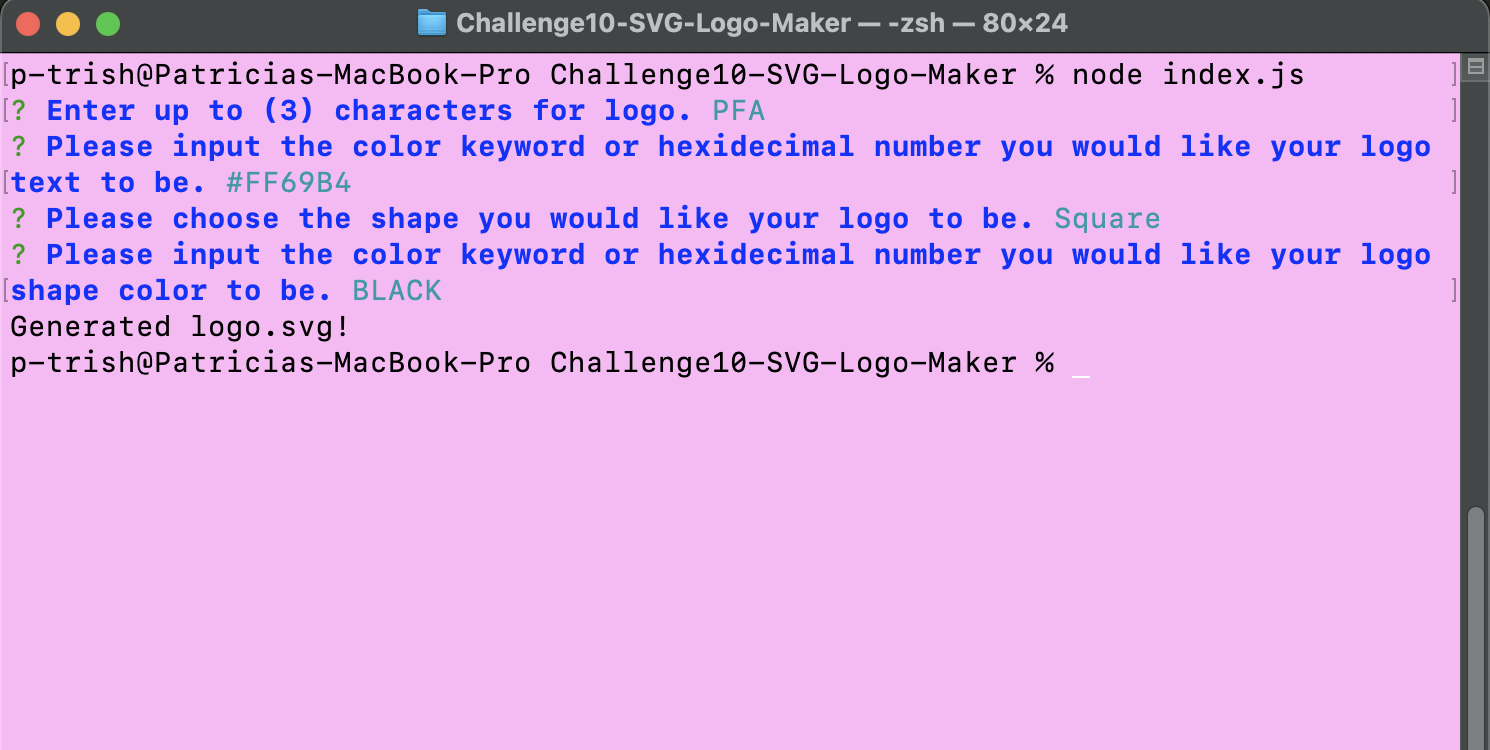 Challenge10-SVG-Logo-Maker — -zsh — 80×24
[p-trish@Patricias-MacBook-Pro Challenge10-SVG-Logo-Maker % node index.js ]
[? Enter up to (3) characters for logo. PFA ]
? Please input the color keyword or hexidecimal number you would like your logo
[text to be. #FF69B4 ]
? Please choose the shape you would like your logo to be. Square
? Please input the color keyword or hexidecimal number you would like your logo
[shape color to be. BLACK ]
Generated logo.svg!
p-trish@Patricias-MacBook-Pro Challenge10-SVG-Logo-Maker % _